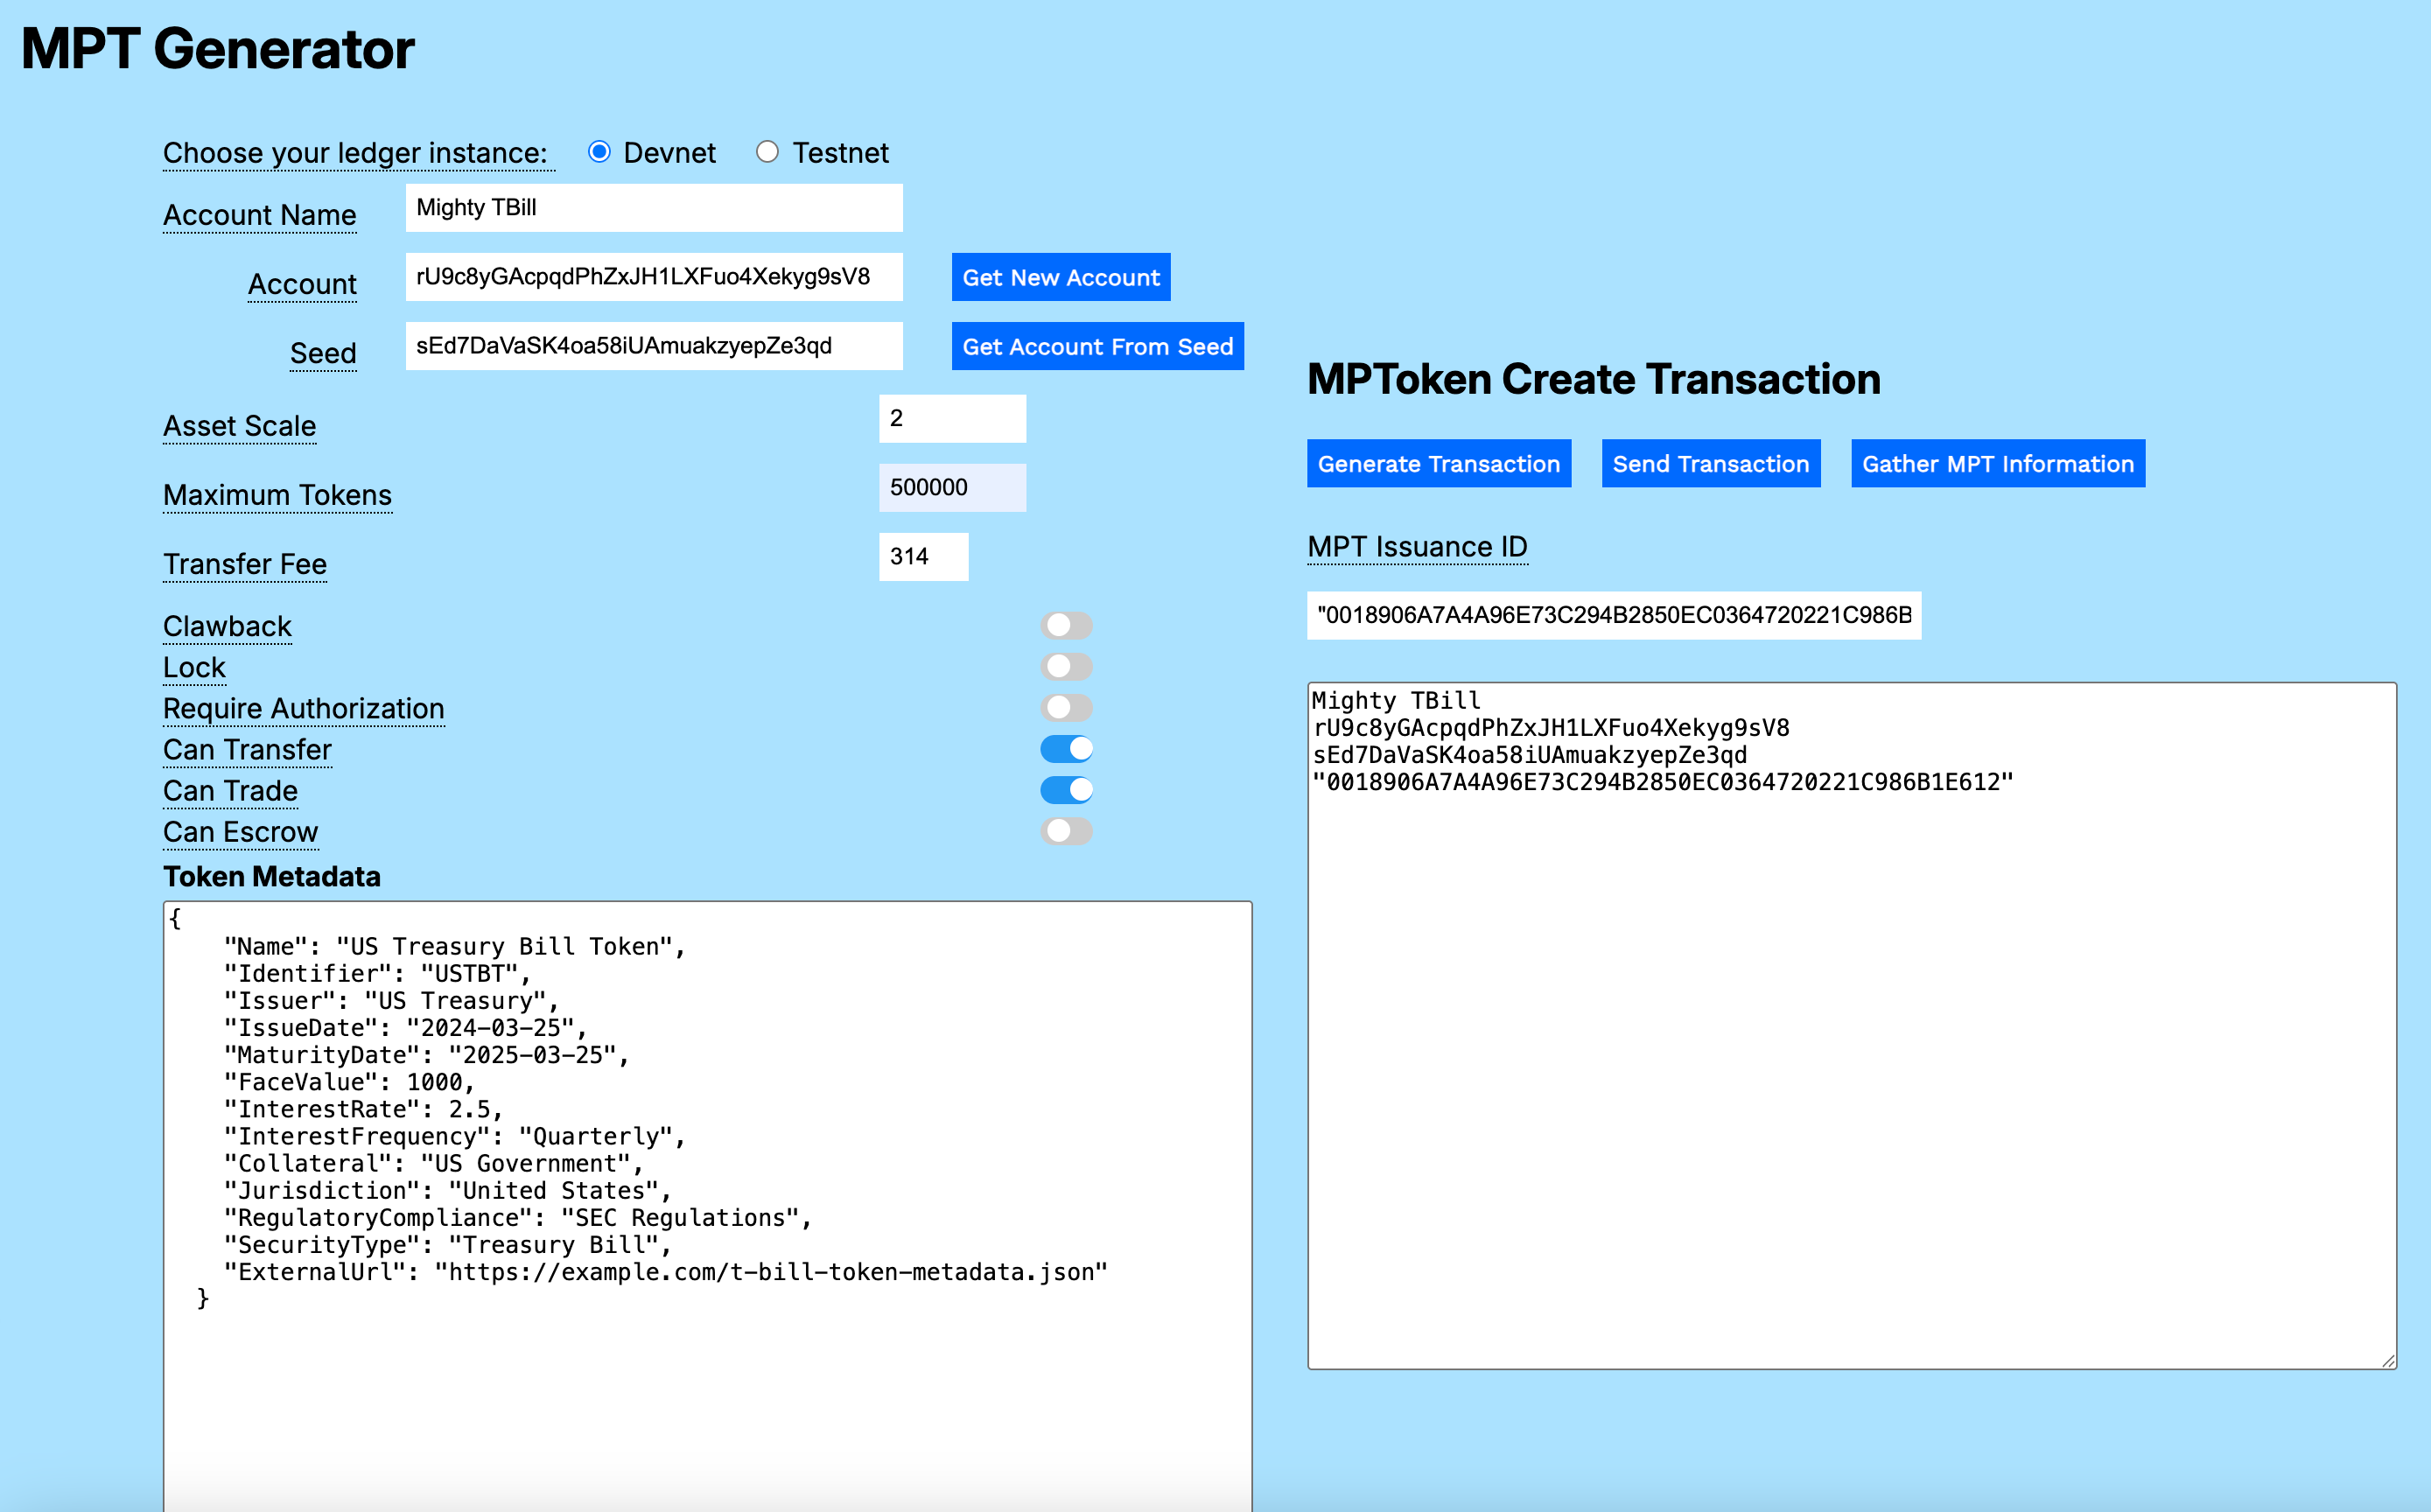 MPT Generator
Choose your ledger instance: Devnet Testnet
Account Name Mighty TBill
Account rU9c8yGAcpqdPhZxJH1LXFuo4Xekyg9sV8 Get New Account
Seed sEd7DaVaSK4oa58iUAmuakzyepZe3qd Get Account From Seed
Asset Scale 2
Maximum Tokens 500000
Transfer Fee 314
Clawback
Lock
Require Authorization
Can Transfer
Can Trade
Can Escrow
Token Metadata
{
"Name": "US Treasury Bill Token",
"Identifier": "USTBT",
"Issuer": "US Treasury",
"IssueDate": "2024-03-25",
"MaturityDate": "2025-03-25",
"FaceValue": 1000,
"InterestRate": 2.5,
"InterestFrequency": "Quarterly",
"Collateral": "US Government",
"Jurisdiction": "United States",
"RegulatoryCompliance": "SEC Regulations",
"SecurityType": "Treasury Bill",
"ExternalUrl": "https://example.com/t-bill-token-metadata.json"
}
MPToken Create Transaction
Generate Transaction Send Transaction Gather MPT Information
MPT Issuance ID
"0018906A7A4A96E73C294B2850EC0364720221C986B
Mighty TBill
rU9c8yGAcpqdPhZxJH1LXFuo4Xekyg9sV8
sEd7DaVaSK4oa58iUAmuakzyepZe3qd
"0018906A7A4A96E73C294B2850EC0364720221C986B1E612"